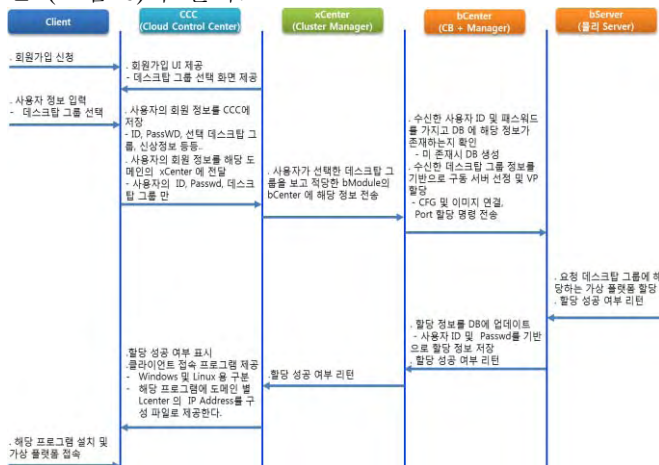 Client
CCC
(Cloud Control Center)
xCenter
(Cluster Manager)
bCenter
(CB + Manager)
bServer
(물리 Server)
. 회원가입 신청
. 회원가입 UI 제공
- 데스크탑 그룹 선택 화면 제공
. 사용자 정보 입력
- 데스크탑 그룹 선택
. 사용자의 회원 정보를 CCC에
저장
- ID, PassWD, 선택 데스크탑 그
룹, 신상정보 등등..
. 사용자의 회원 정보를 해당 도
메인의 xCenter 에 전달
- 사용자의 ID, Passwd, 데스크
탑 그룹 만
. 사용자가 선택한 데스크탑 그
룹을 보고 적당한 bModule의
bCenter 에 해당 정보 전송
. 수신한 사용자 ID 및 패스워드
를 가지고 DB 에 해당 정보가
존재하는지 확인
- 미 존재시 DB 생성
. 수신한 데스크탑 그룹 정보를
기반으로 구동 서버 선정 및 VP
할당
- CFG 및 이미지 연결,
Port 할당 명령 전송
. 요청 데스크탑 그룹에 해
당하는 가상 플랫폼 할당
. 할당 성공 여부 리턴
. 할당 정보를 DB에 업데이트
- 사용자 ID 및 Passwd를 기반
으로 할당 정보 저장
. 할당 성공 여부 리턴
.할당 성공 여부 리턴
.할당 성공 여부 표시
.클라이언트 접속 프로그램 제공
- Windows 및 Linux 용 구분
- 해당 프로그램에 도메인 별
Lcenter 의 IP Address를 구
성 파일로 제공한다.
. 해당 프로그램 설치 및
가상 플랫폼 접속